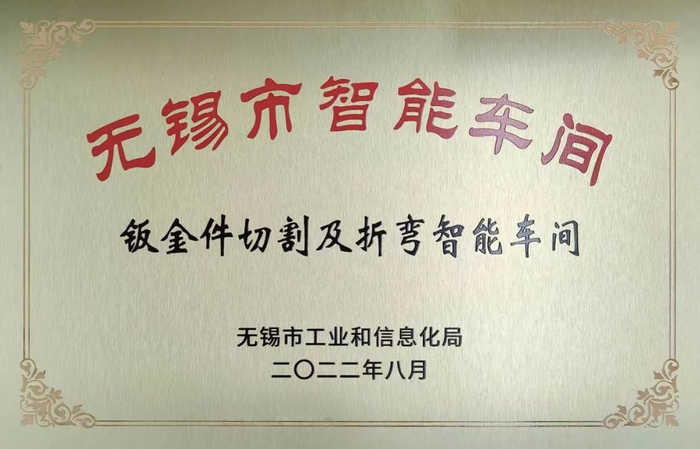 无锡市智能车间
钣金件切割及折弯智能车间
无锡市工业和信息化局
二〇二二年八月